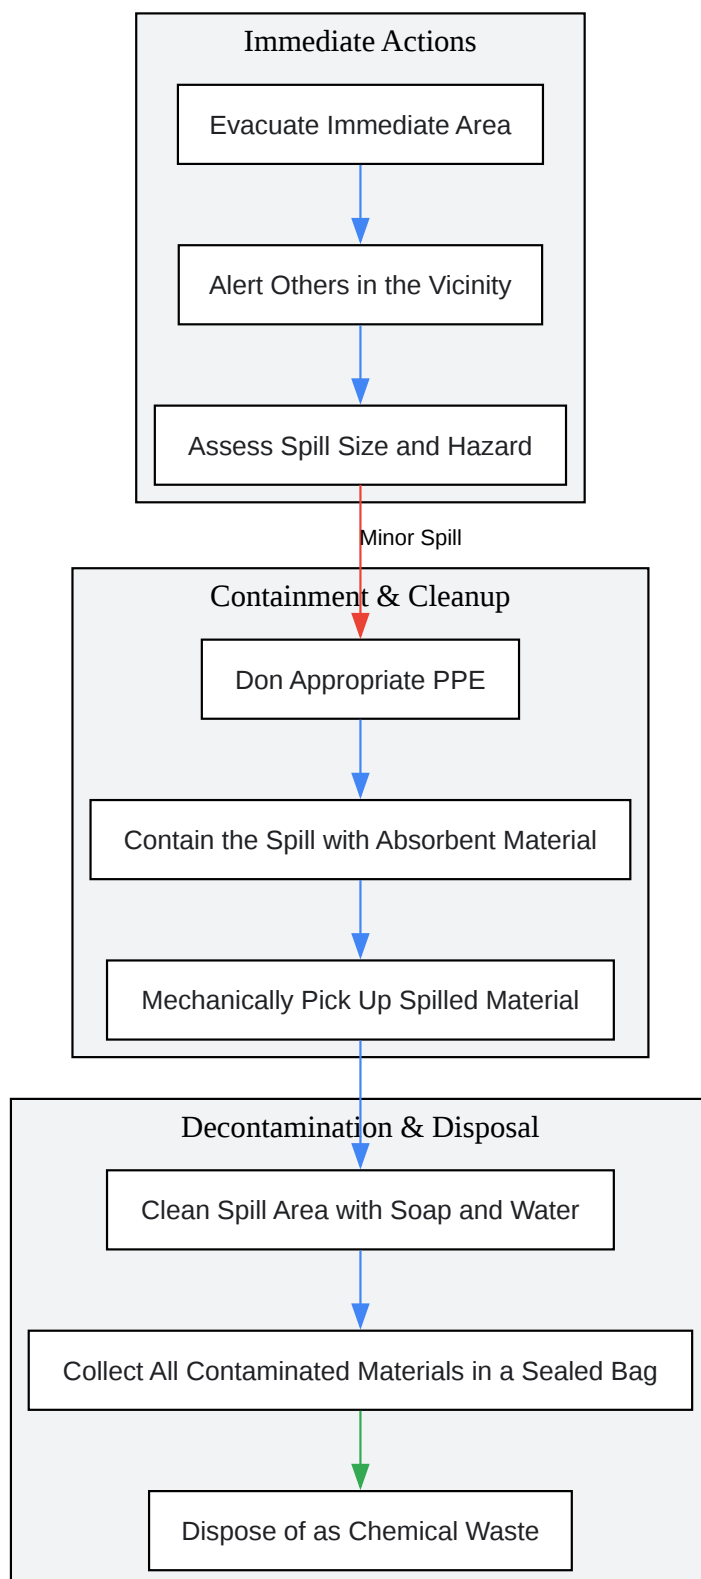 Immediate Actions
Evacuate Immediate Area
Alert Others in the Vicinity
Assess Spill Size and Hazard
Minor Spill
Containment & Cleanup
Don Appropriate PPE
Contain the Spill with Absorbent Material
Mechanically Pick Up Spilled Material
Decontamination & Disposal
Clean Spill Area with Soap and Water
Collect All Contaminated Materials in a Sealed Bag
Dispose of as Chemical Waste